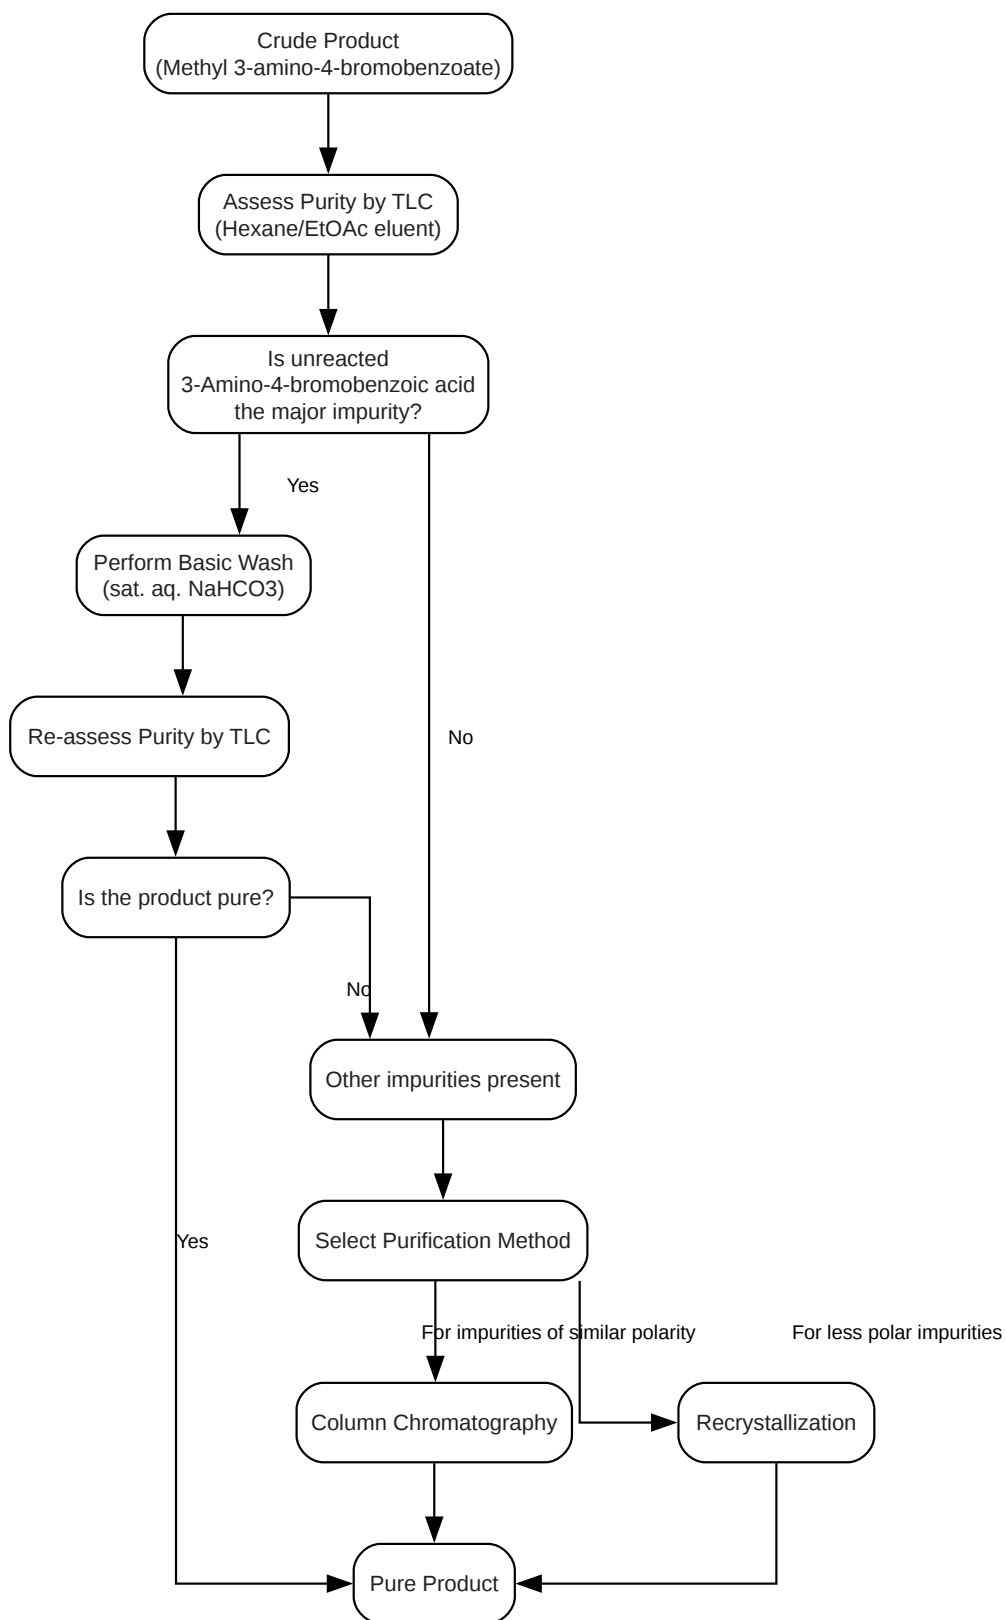 Crude Product
(Methyl 3-amino-4-bromobenzoate)
Assess Purity by TLC
(Hexane/EtOAc eluent)
Is unreacted
3-Amino-4-bromobenzoic acid
the major impurity?
Yes
Perform Basic Wash
(sat. aq. NaHCO3)
Re-assess Purity by TLC
No
Is the product pure?
No
Other impurities present
Yes
Select Purification Method
For impurities of similar polarity
For less polar impurities
Column Chromatography
Recrystallization
Pure Product